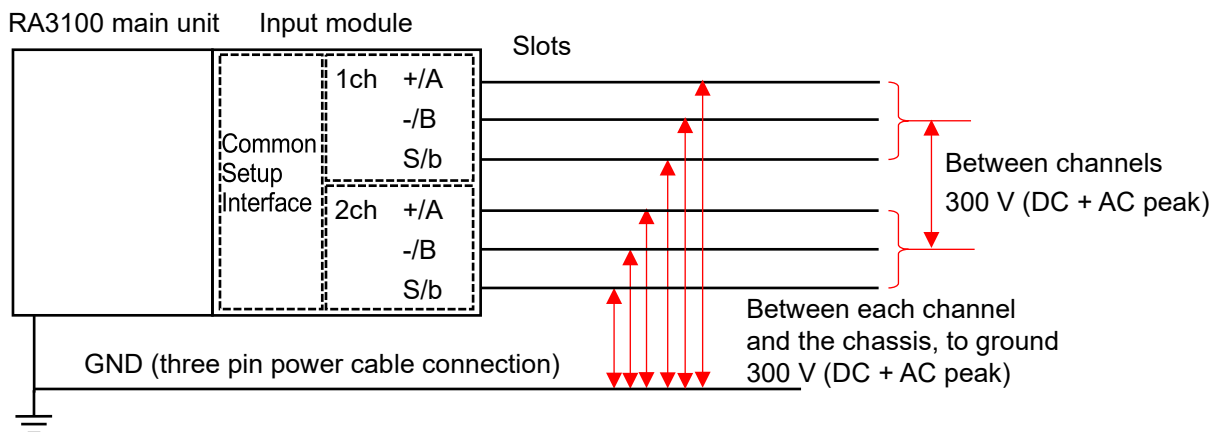 RA3100 main unit
Input module
Slots
1ch +/A
-/B
S/b
Common
Setup
Interface
2ch +/A
-/B
S/b
Between channels
300 V (DC + AC peak)
Between each channel
and the chassis, to ground
300 V (DC + AC peak)
GND (three pin power cable connection)